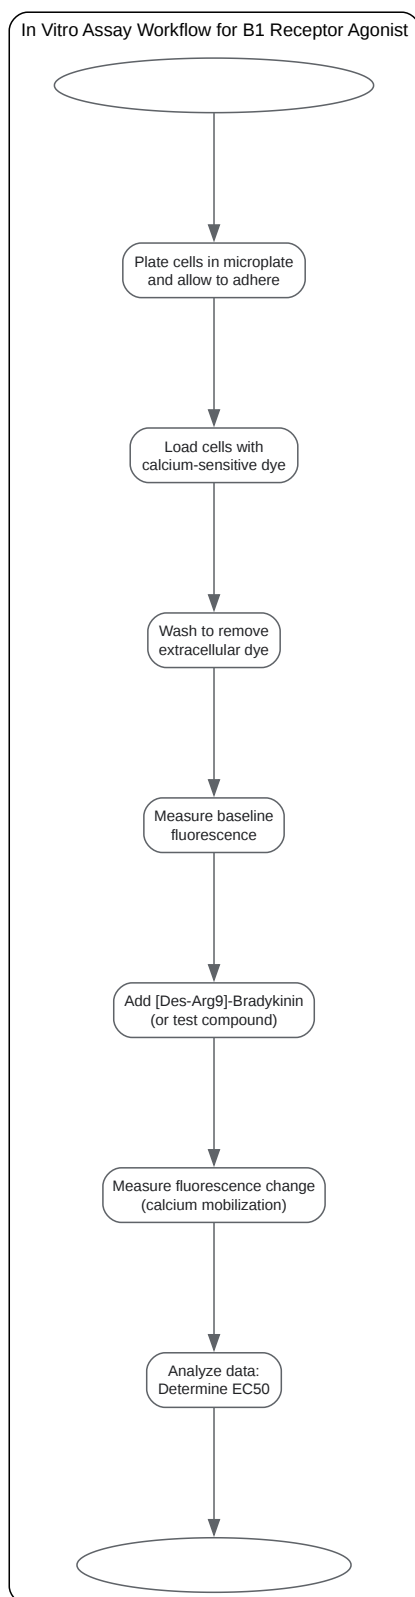 In Vitro Assay Workflow for B1 Receptor Agonist
Plate cells in microplate
and allow to adhere
Load cells with
calcium-sensitive dye
Wash to remove
extracellular dye
Measure baseline
fluorescence
Add [Des-Arg9]-Bradykinin
(or test compound)
Measure fluorescence change
(calcium mobilization)
Analyze data:
Determine EC50